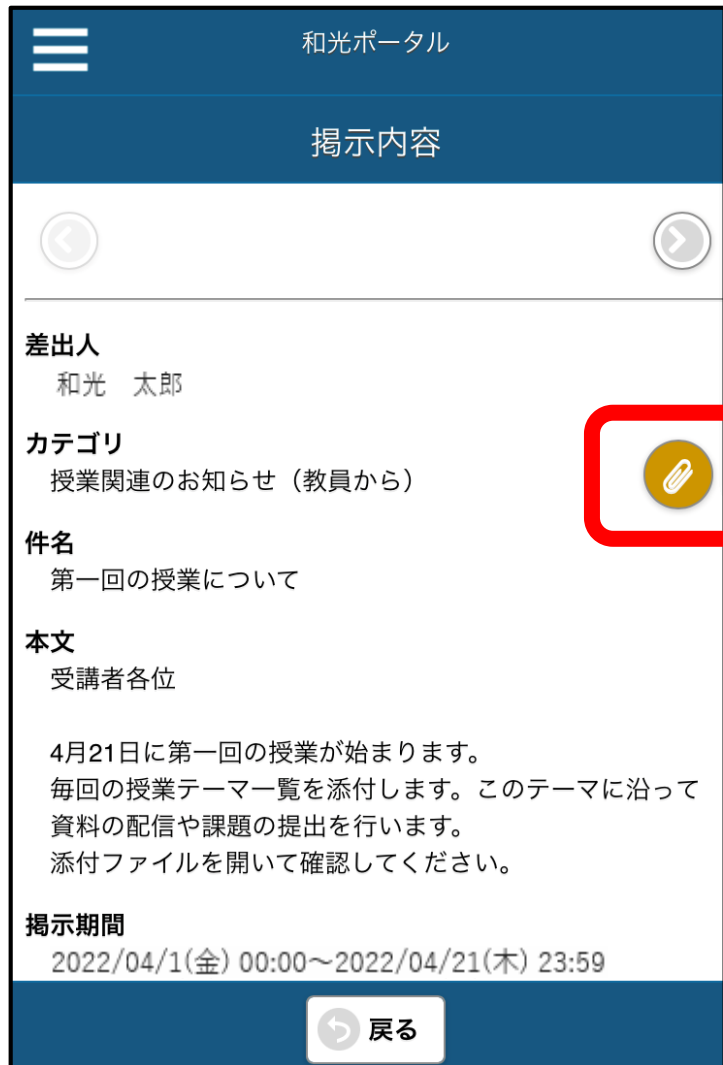 和光ポータル
掲示内容
差出人
和光　太郎
カテゴリ
授業関連のお知らせ（教員から）
件名
第一回の授業について
本文
受講者各位
4月21日に第一回の授業が始まります。
毎回の授業テーマ一覧を添付します。このテーマに沿って
資料の配信や課題の提出を行います。
添付ファイルを開いて確認してください。
掲示期間
2022/04/1(金) 00:00～2022/04/21(木) 23:59
戻る